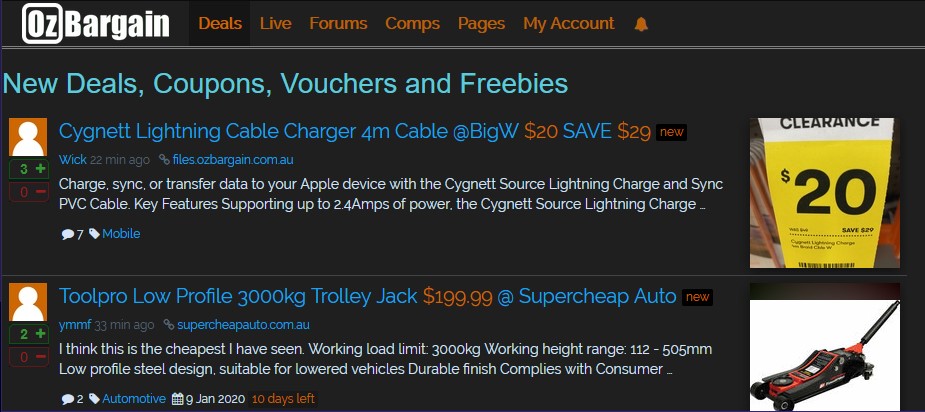 OzBargain Deals Live Forums Comps Pages My Account
New Deals, Coupons, Vouchers and Freebies
Cygnett Lightning Cable Charger 4m Cable @BigW $20 SAVE $29 new
Wick 22 min ago files.ozbargain.com.au
3 +
0 −
Charge, sync, or transfer data to your Apple device with the Cygnett Source Lightning Charge and Sync
PVC Cable. Key Features Supporting up to 2.4Amps of power, the Cygnett Source Lightning Charge ...
7 Mobile
CLEARANCE
$20
SAVE $29
Cygnett Lightning Charge
Toolpro Low Profile 3000kg Trolley Jack $199.99 @ Supercheap Auto new
ymmf 33 min ago supercheapauto.com.au
2 +
0 −
I think this is the cheapest I have seen. Working load limit: 3000kg Working height range: 112 - 505mm
Low profile steel design, suitable for lowered vehicles Durable finish Complies with Consumer ...
2 Automotive 9 Jan 2020 10 days left